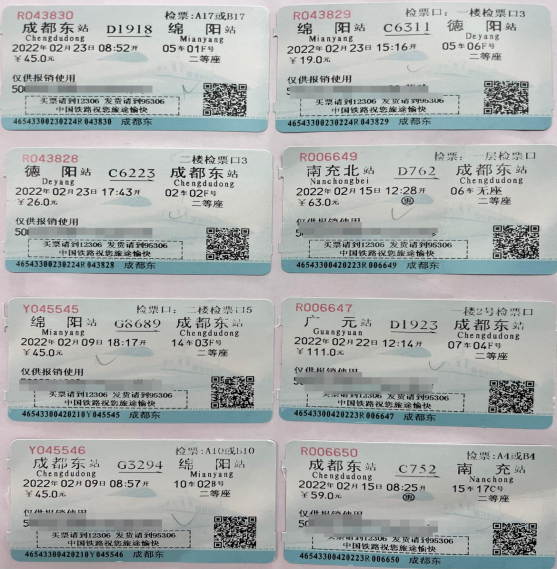 R043830 检票:A17或B17
成都东站 D1918 绵阳站
Chengdudong Mianyang
2022年02月23日08:52开 05车01F号
￥45.0元 二等座
仅供报销使用
买票请到12306 发货请到95306
中国铁路祝您旅途愉快
46543300230224R043830 成都东
R043829 检票口:一楼检票口3
绵阳站 C6311 德阳站
Mianyang Deyang
2022年02月23日15:16开 05车06F号
￥19.0元 二等座
仅供报销使用
买票请到12306 发货请到95306
中国铁路祝您旅途愉快
46543300230224R043829 成都东
R043828 二楼检票口3
德阳站 C6223 成都东站
Deyang Chengdudong
2022年02月23日17:43开 02车02F号
￥26.0元 二等座
仅供报销使用
买票请到12306 发货请到95306
中国铁路祝您旅途愉快
46543300230224R043828 成都东
R006649 检票:一层检票口
南充北站 D762 成都东站
Nanchongbei Chengdudong
2022年02月15日12:28开 06车无座
￥63.0元 二等座
仅供报销使用
买票请到12306 发货请到95306
中国铁路祝您旅途愉快
46543300420223R006649 成都东
Y045545 检票口:二楼检票口5
绵阳站 G8689 成都东站
Mianyang Chengdudong
2022年02月09日18:17开 14车03F号
￥45.0元 二等座
仅供报销使用
买票请到12306 发货请到95306
中国铁路祝您旅途愉快
46543300420210Y045545 成都东
R006647 一楼2号检票口
广元站 D1923 成都东站
Guangyuan Chengdudong
2022年02月22日12:14开 07车04F号
￥111.0元 二等座
仅供报销使用
买票请到12306 发货请到95306
中国铁路祝您旅途愉快
46543300420223R006647 成都东
Y045546 检票:A10或B10
成都东站 G3294 绵阳站
Chengdudong Mianyang
2022年02月09日08:57开 10车02B号
￥45.0元 二等座
仅供报销使用
买票请到12306 发货请到95306
中国铁路祝您旅途愉快
46543300420210Y045546 成都东
R006650 检票:A4或B4
成都东站 C752 南充站
Chengdudong Nanchong
2022年02月15日08:25开 15车17C号
￥59.0元 二等座
仅供报销使用
买票请到12306 发货请到95306
中国铁路祝您旅途愉快
46543300420223R006650 成都东